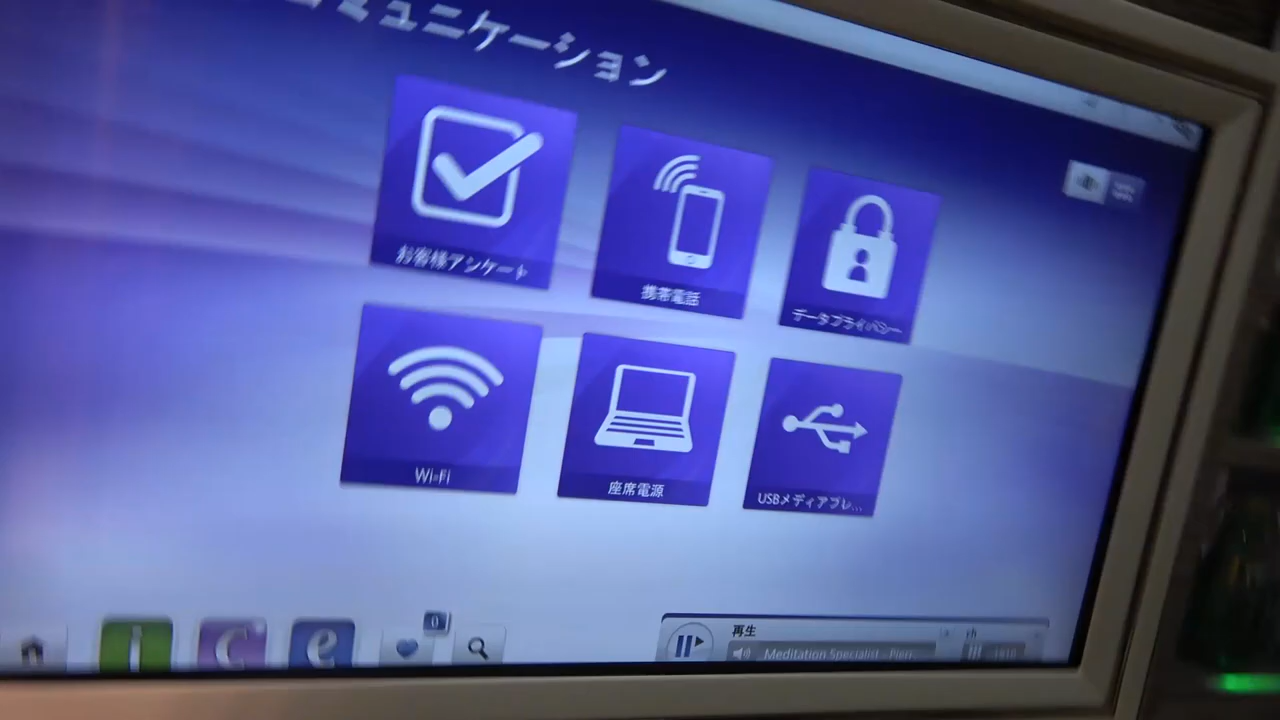 コミュニケーション
お客様アンケート
携帯電話
データプライバシー
Wi-Fi
座席電源
USBメディアプレ...
i
c
e
0
再生
Meditation Specialist